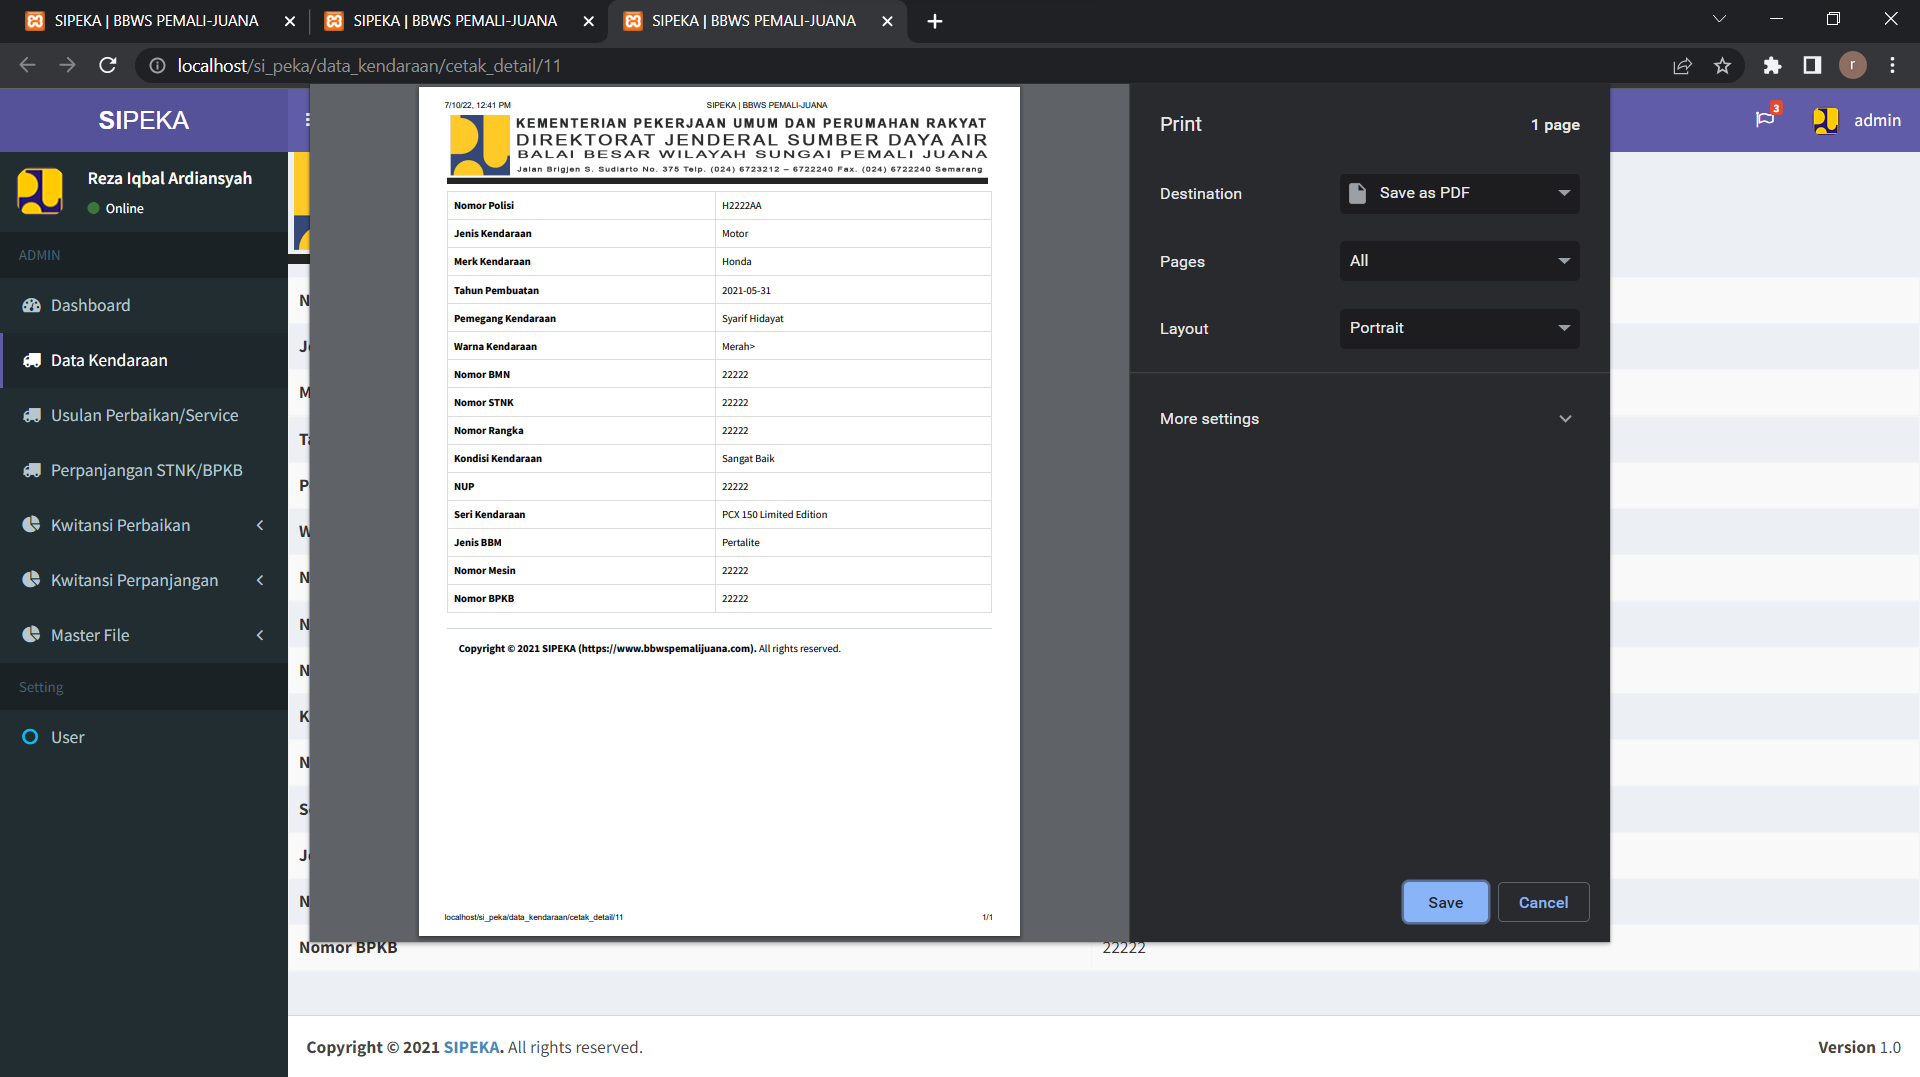 SIPEKA | BBWS PEMALI-JUANA
SIPEKA | BBWS PEMALI-JUANA
SIPEKA | BBWS PEMALI-JUANA
localhost/si_peka/data_kendaraan/cetak_detail/11
r
SIPEKA
3
admin
Reza Iqbal Ardiansyah
Online
ADMIN
Dashboard
Data Kendaraan
Usulan Perbaikan/Service
Perpanjangan STNK/BPKB
Kwitansi Perbaikan
Kwitansi Perpanjangan
Master File
Setting
User
7/10/22, 12:41 PM SIPEKA | BBWS PEMALI-JUANA
KEMENTERIAN PEKERJAAN UMUM DAN PERUMAHAN RAKYAT
DIREKTORAT JENDERAL SUMBER DAYA AIR
BALAI BESAR WILAYAH SUNGAI PEMALI JUANA
Jalan Brigjen S. Sudiarto No. 375 Telp. (024) 6723212 – 6722240 Fax. (024) 6722240 Semarang
Nomor Polisi H2222AA
Jenis Kendaraan Motor
Merk Kendaraan Honda
Tahun Pembuatan 2021-05-31
Pemegang Kendaraan Syarif Hidayat
Warna Kendaraan Merah>
Nomor BMN 22222
Nomor STNK 22222
Nomor Rangka 22222
Kondisi Kendaraan Sangat Baik
NUP 22222
Seri Kendaraan PCX 150 Limited Edition
Jenis BBM Pertalite
Nomor Mesin 22222
Nomor BPKB 22222
Copyright © 2021 SIPEKA (https://www.bbwspemalijuana.com). All rights reserved.
localhost/si_peka/data_kendaraan/cetak_detail/11 1/1
Print 1 page
Destination Save as PDF
Pages All
Layout Portrait
More settings
Save Cancel
Nomor BPKB 22222
Copyright © 2021 SIPEKA. All rights reserved.
Version 1.0